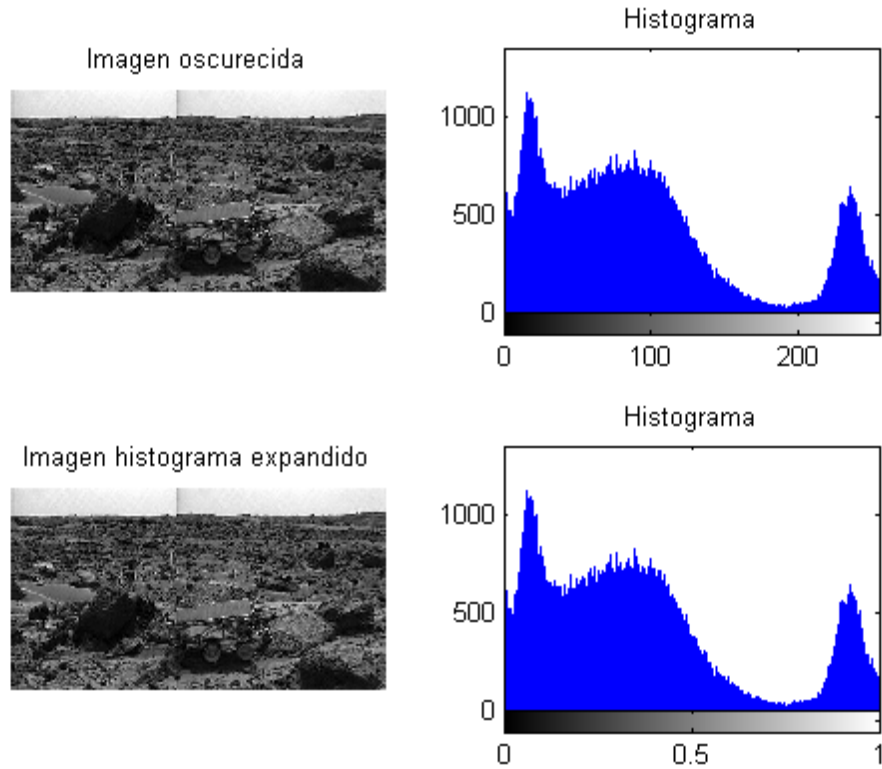 Histograma
Imagen oscurecida
1000
500
0
0 100 200
Histograma
Imagen histograma expandido
1000
500
0
0 0.5 1